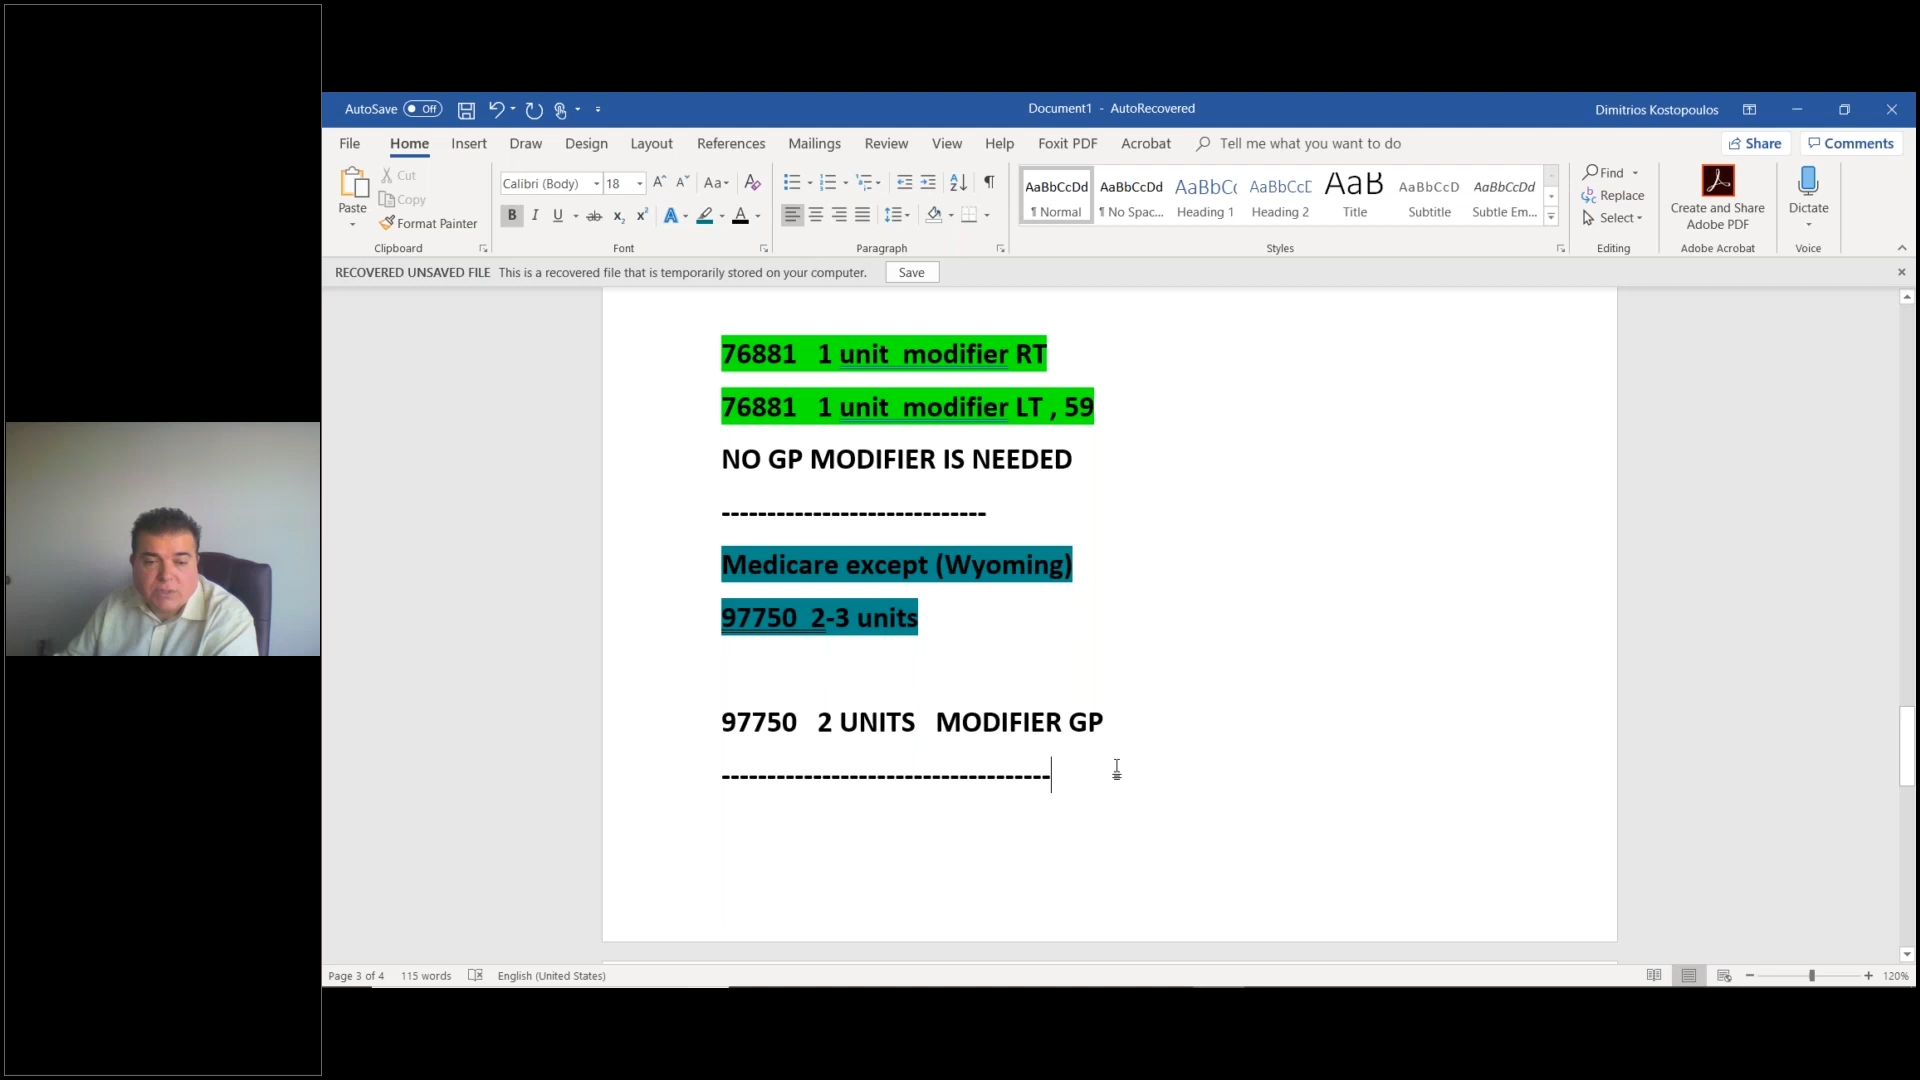 AutoSave Off
Document1 - AutoRecovered
Dimitrios Kostopoulos
File Home Insert Draw Design Layout References Mailings Review View Help Foxit PDF Acrobat Tell me what you want to do
Share Comments
Paste
Cut
Copy
Format Painter
Clipboard
Calibri (Body) 18
Font
Paragraph
AaBbCcDd AaBbCcDd AaBbCc AaBbCcD AaB AaBbCcD AaBbCcDd
¶ Normal ¶ No Spac... Heading 1 Heading 2 Title Subtitle Subtle Em...
Styles
Find
Replace
Select
Editing
Create and Share
Adobe PDF
Adobe Acrobat
Dictate
Voice
RECOVERED UNSAVED FILE This is a recovered file that is temporarily stored on your computer. Save
76881 1 unit modifier RT
76881 1 unit modifier LT , 59
NO GP MODIFIER IS NEEDED
-----------------------------
Medicare except (Wyoming)
97750 2-3 units
97750 2 UNITS MODIFIER GP
------------------------------------
Page 3 of 4 115 words English (United States) 120%